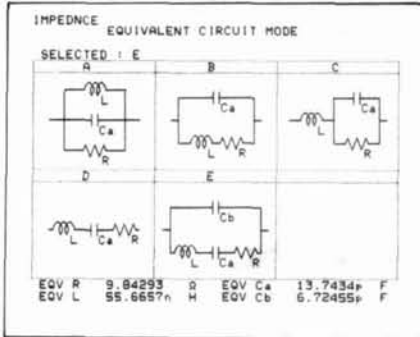 IMPEDNCE
EQUIVALENT CIRCUIT MODE
SELECTED : E
A B C
L Ca R
Ca L R
L Ca R
D E
L Ca R
Cb L Ca R
EQV R 9.84293 Ω EQV Ca 13.7434p F
EQV L 55.6657n H EQV Cb 6.72455p F